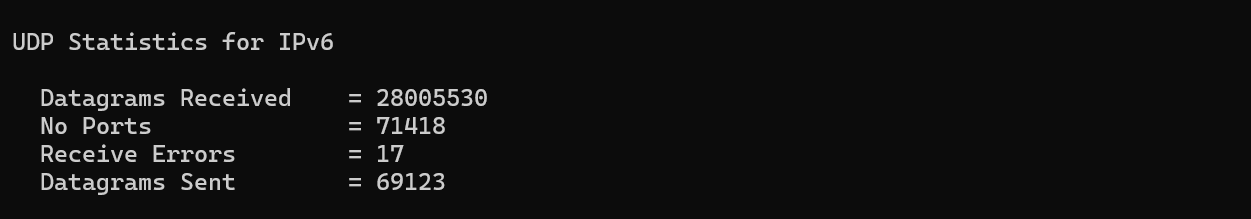 UDP Statistics for IPv6
Datagrams Received = 28005530
No Ports = 71418
Receive Errors = 17
Datagrams Sent = 69123